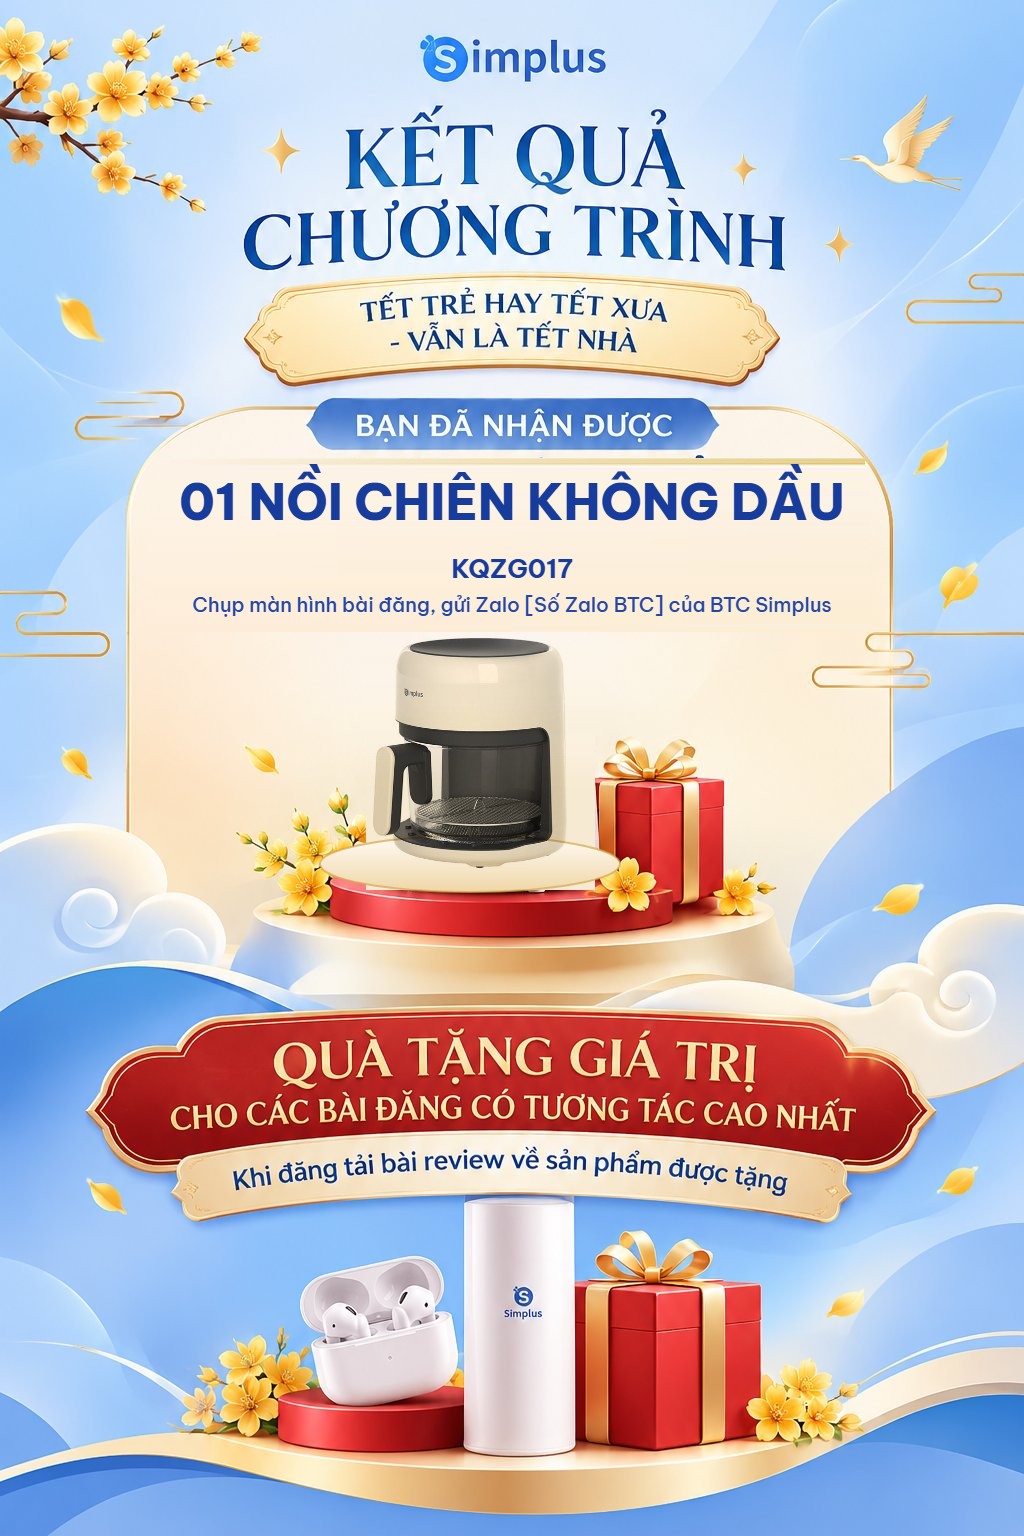 Simplus
KẾT QUẢ
CHƯƠNG TRÌNH
TẾT TRẺ HAY TẾT XƯA
- VẪN LÀ TẾT NHÀ
BẠN ĐÃ NHẬN ĐƯỢC
01 NỒI CHIÊN KHÔNG DẦU
KQZG017
Chụp màn hình bài đăng, gửi Zalo [Số Zalo BTC] của BTC Simplus
Simplus
QUÀ TẶNG GIÁ TRỊ
CHO CÁC BÀI ĐĂNG CÓ TƯƠNG TÁC CAO NHẤT
Khi đăng tải bài review về sản phẩm được tặng
S
Simplus